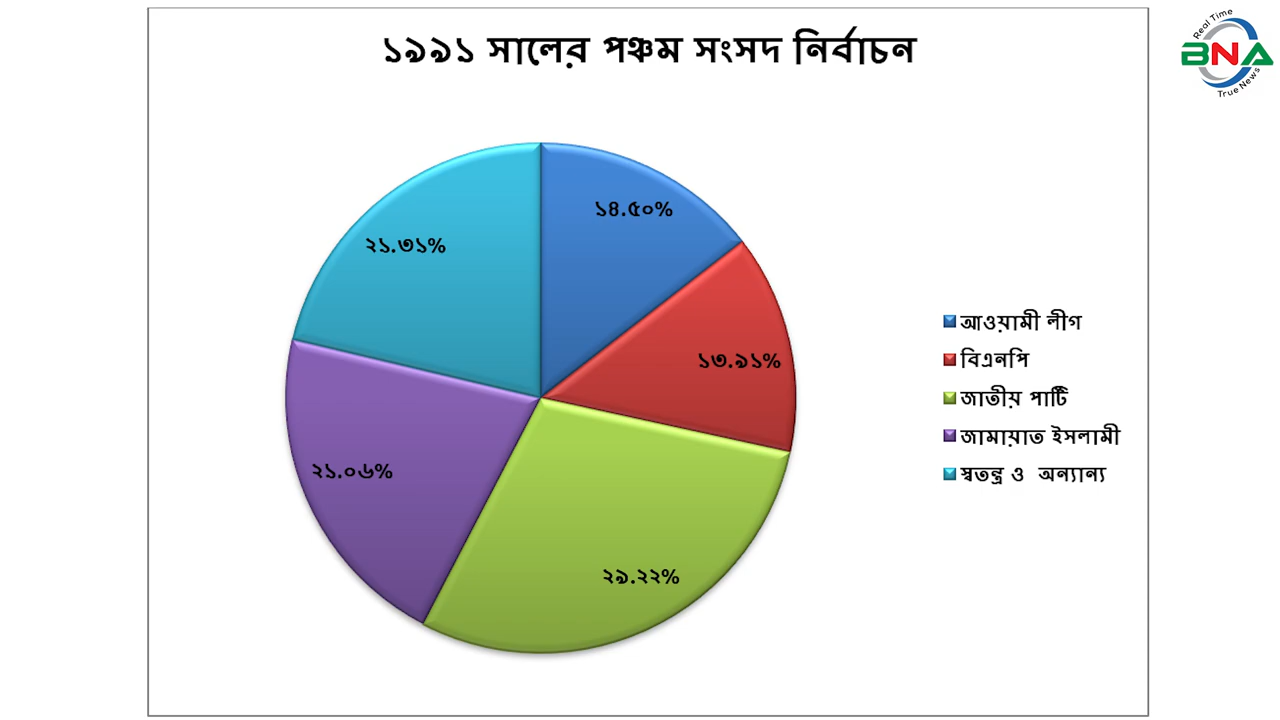 ১৯৯১ সালের পঞ্চম সংসদ নির্বাচন
Real Time
BNA
True News
১৪.৫০%
২১.৩১%
১৩.৯১%
২১.০৬%
২৯.২২%
আওয়ামী লীগ
বিএনপি
জাতীয় পার্টি
জামায়াত ইসলামী
স্বতন্ত্র ও অন্যান্য